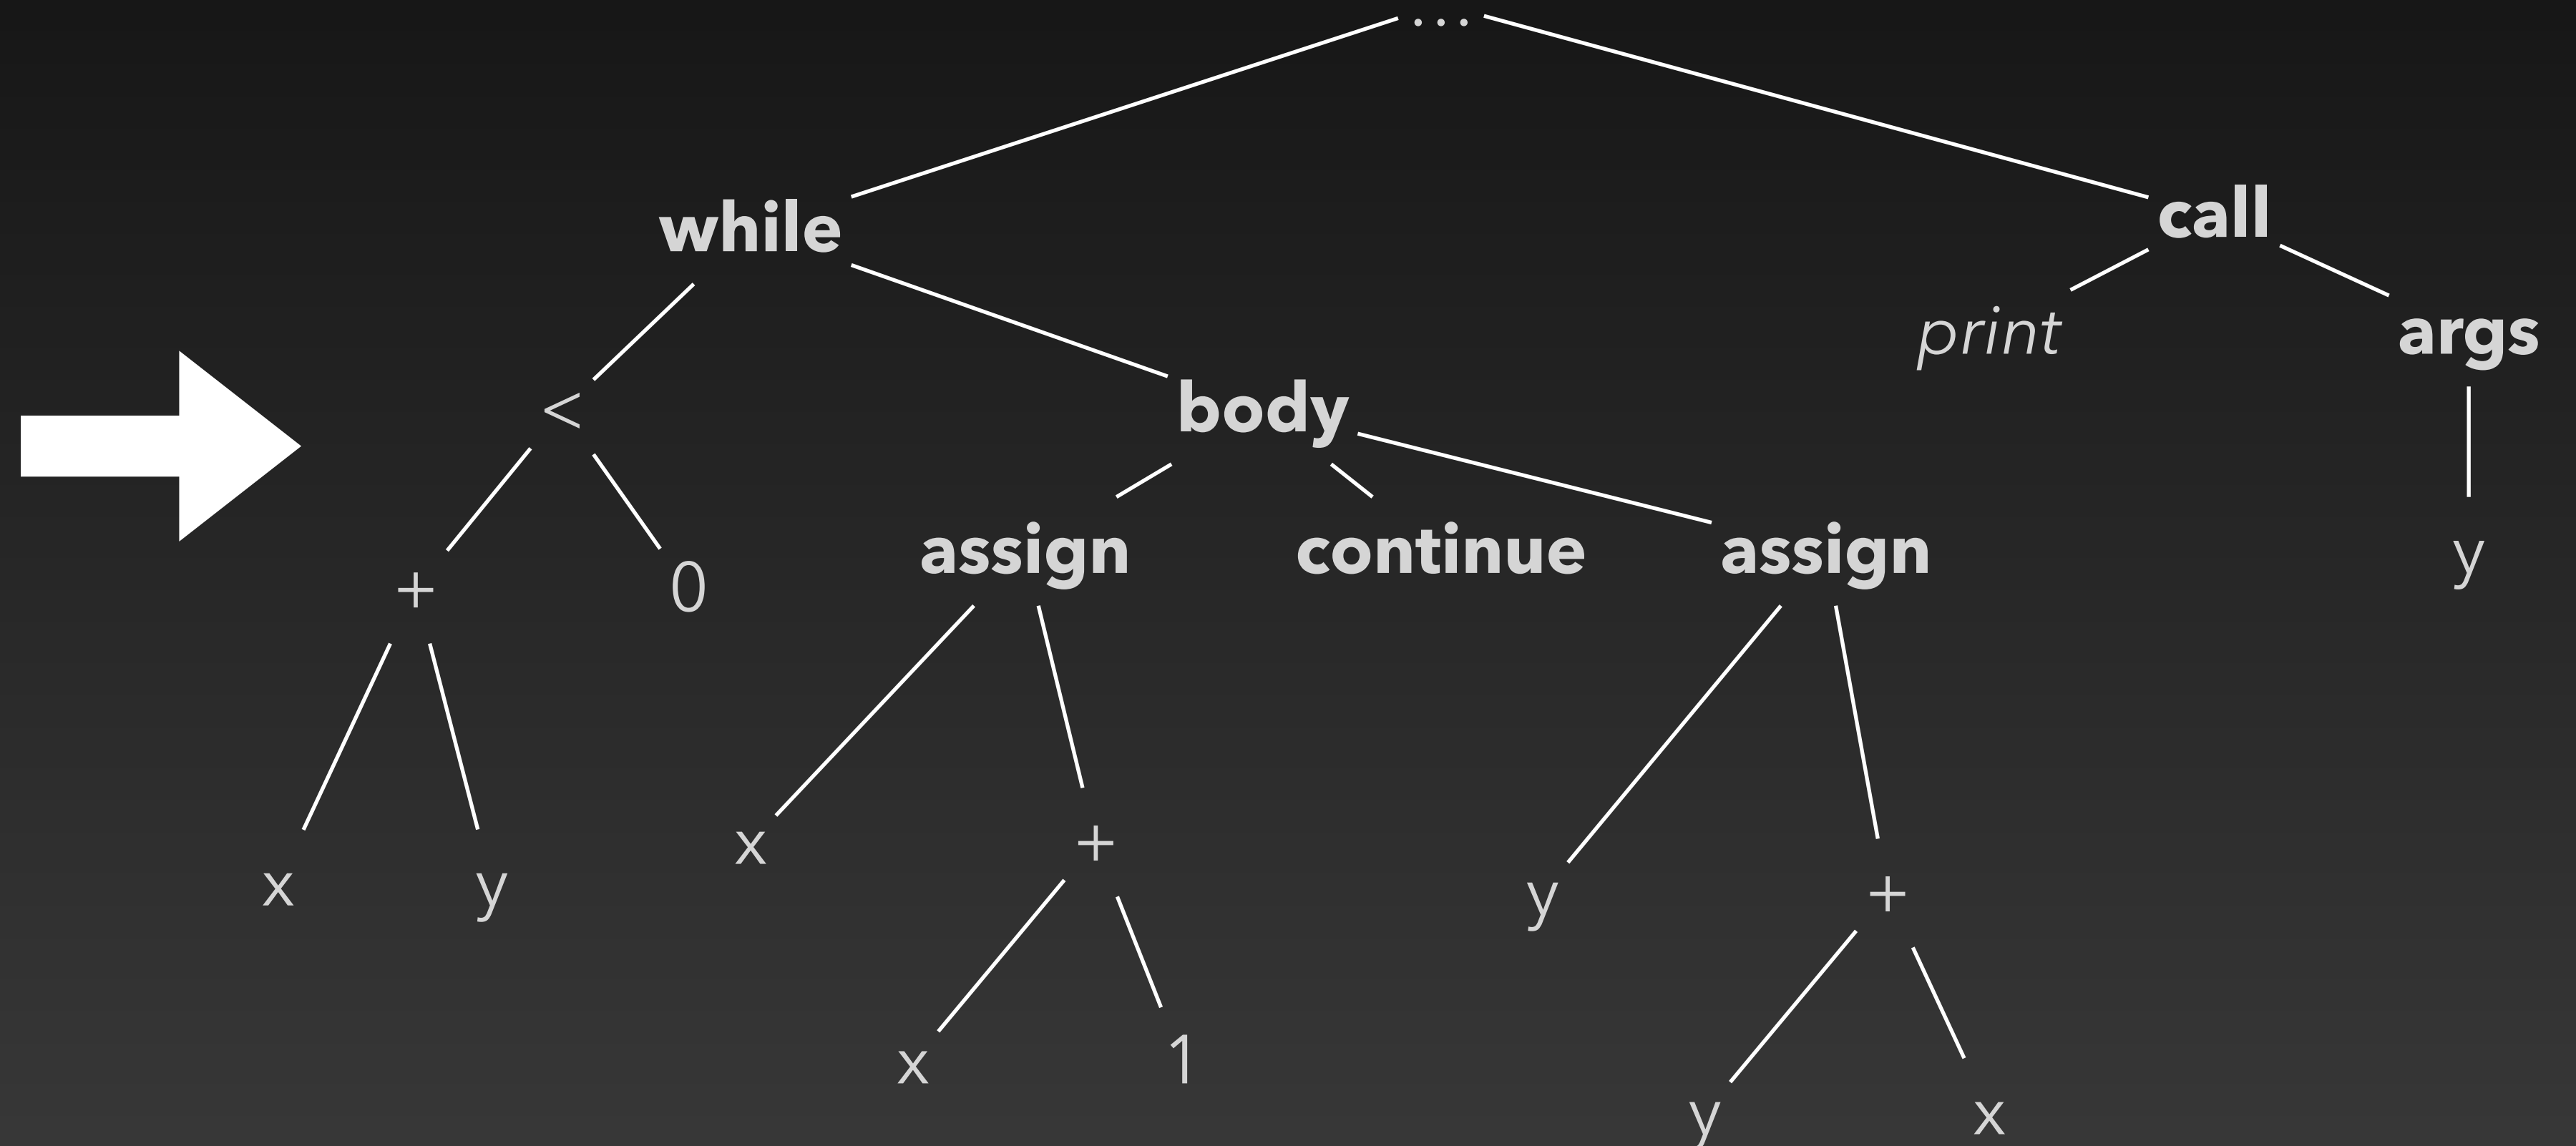 ...
while call
print args
< body
assign continue assign y
+ 0
x + y +
x y
x 1 y x